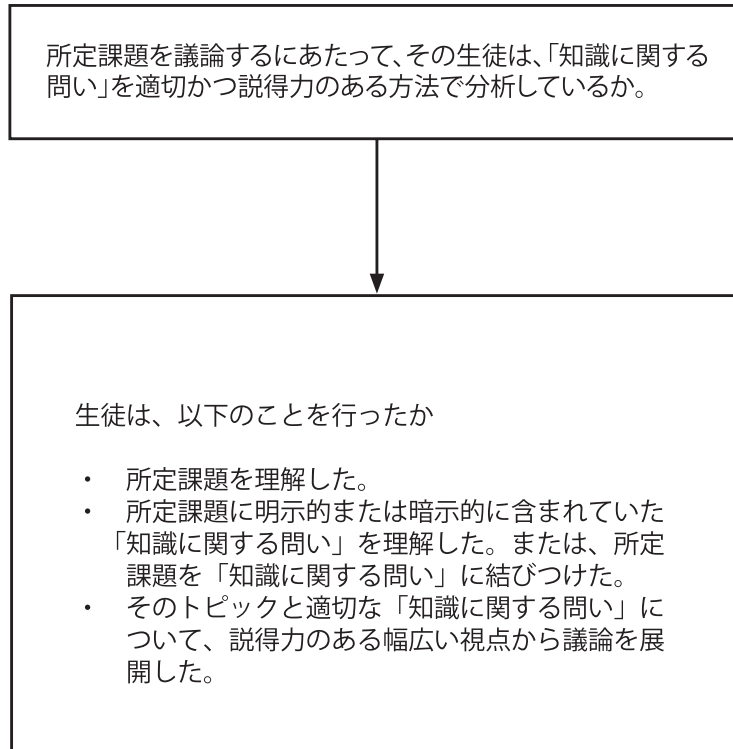 所定課題を議論するにあたって、その生徒は、「知識に関する
問い」を適切かつ説得力のある方法で分析しているか。
生徒は、以下のことを行ったか
・ 所定課題を理解した。
・ 所定課題に明示的または暗示的に含まれていた
「知識に関する問い」を理解した。または、所定
課題を「知識に関する問い」に結びつけた。
・ そのトピックと適切な「知識に関する問い」に
ついて、説得力のある幅広い視点から議論を展
開した。